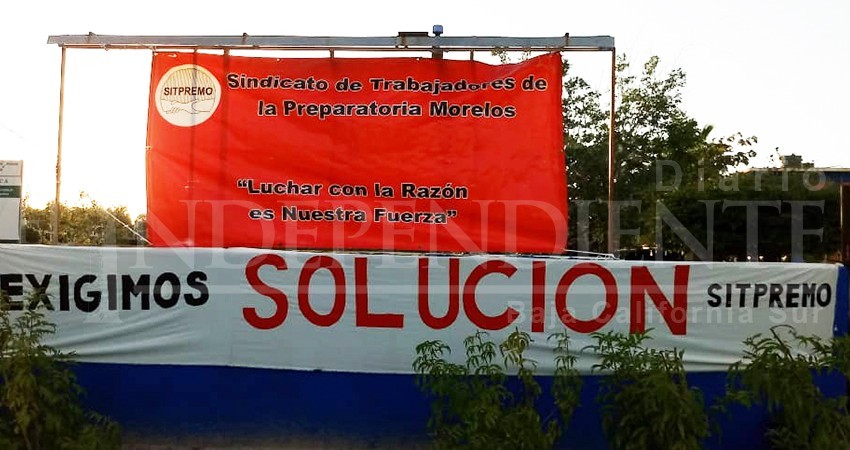 SITPREMO
Sindicato de Trabajadores de
la Preparatoria Morelos
"Luchar con la Razón
es Nuestra Fuerza"
Diario
INDEPENDIENTE
Baja California Sur
EXIGIMOS SOLUCION SITPREMO